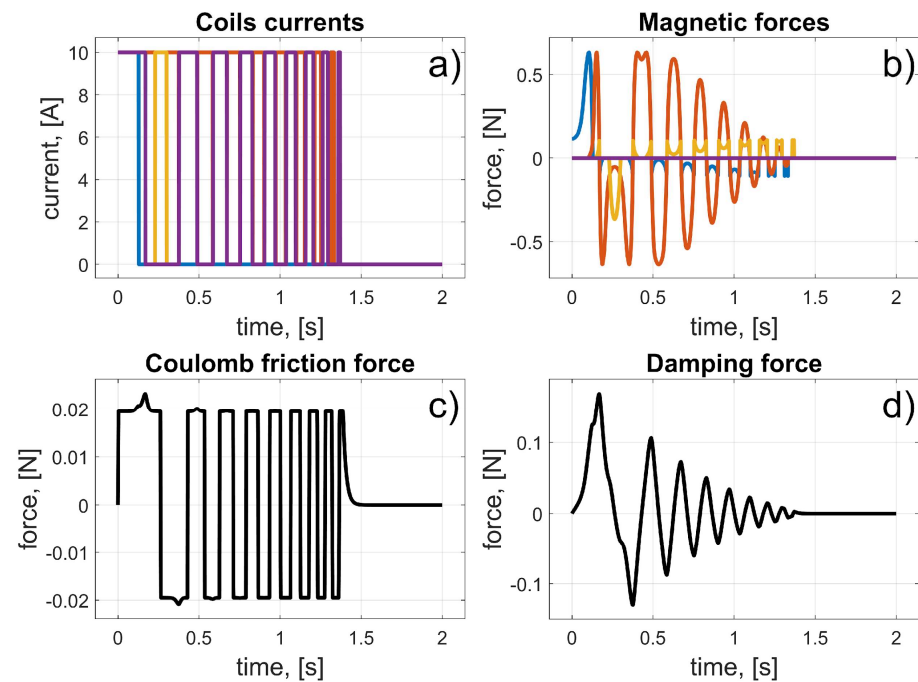 Coils currents
a)
current, [A]
10
8
6
4
2
0
0
0.5
1
1.5
2
time, [s]
Magnetic forces
b)
force, [N]
0.5
0
-0.5
0
0.5
1
1.5
2
time, [s]
Coulomb friction force
c)
force, [N]
0.02
0.01
0
-0.01
-0.02
0
0.5
1
1.5
2
time, [s]
Damping force
d)
force, [N]
0.1
0
-0.1
0
0.5
1
1.5
2
time, [s]